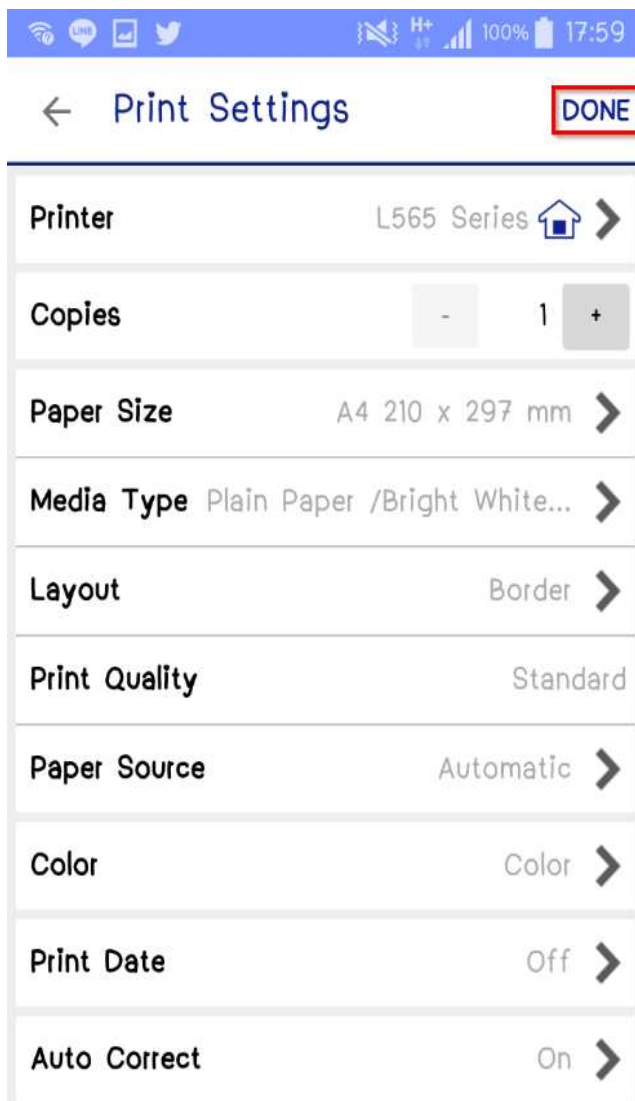 LINE H+ 100% 17:59
Print Settings DONE
Printer L565 Series
Copies - 1 +
Paper Size A4 210 x 297 mm
Media Type Plain Paper /Bright White...
Layout Border
Print Quality Standard
Paper Source Automatic
Color Color
Print Date Off
Auto Correct On